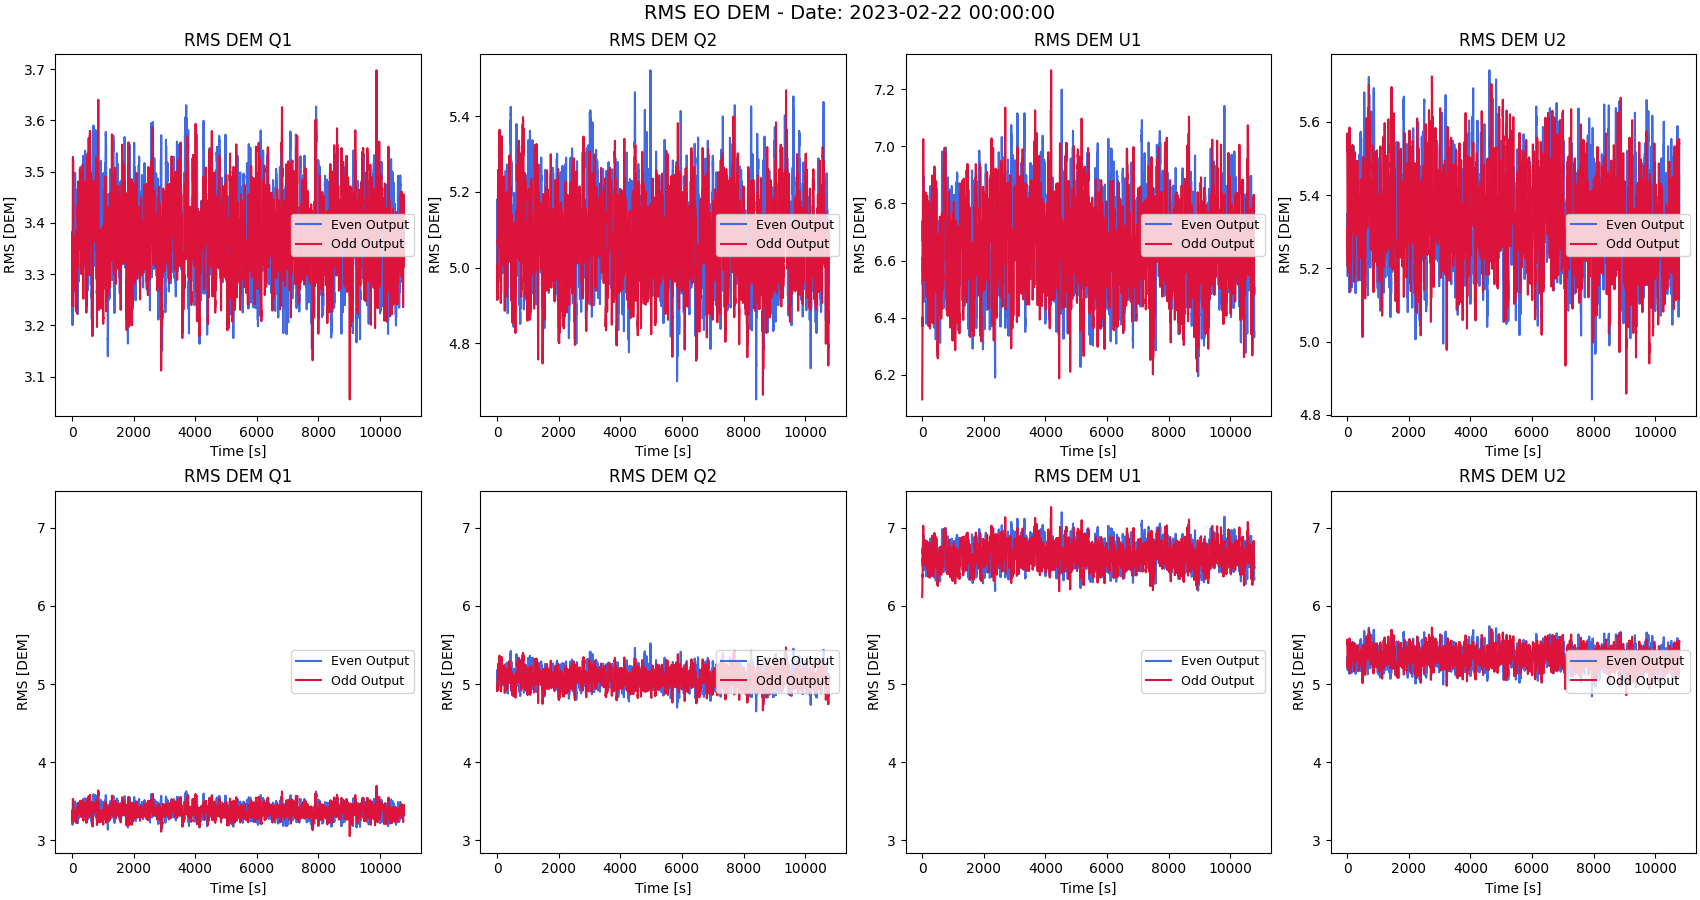 RMS EO DEM - Date: 2023-02-22 00:00:00
RMS DEM Q1
RMS [DEM]
3.7
3.6
3.5
3.4
3.3
3.2
3.1
Even Output
Odd Output
0 2000 4000 6000 8000 10000
Time [s]
RMS DEM Q2
RMS [DEM]
5.4
5.2
5.0
4.8
Even Output
Odd Output
0 2000 4000 6000 8000 10000
Time [s]
RMS DEM U1
RMS [DEM]
7.2
7.0
6.8
6.6
6.4
6.2
Even Output
Odd Output
0 2000 4000 6000 8000 10000
Time [s]
RMS DEM U2
RMS [DEM]
5.6
5.4
5.2
5.0
4.8
Even Output
Odd Output
0 2000 4000 6000 8000 10000
Time [s]
RMS DEM Q1
RMS [DEM]
7
6
5
4
3
Even Output
Odd Output
0 2000 4000 6000 8000 10000
Time [s]
RMS DEM Q2
RMS [DEM]
7
6
5
4
3
Even Output
Odd Output
0 2000 4000 6000 8000 10000
Time [s]
RMS DEM U1
RMS [DEM]
7
6
5
4
3
Even Output
Odd Output
0 2000 4000 6000 8000 10000
Time [s]
RMS DEM U2
RMS [DEM]
7
6
5
4
3
Even Output
Odd Output
0 2000 4000 6000 8000 10000
Time [s]